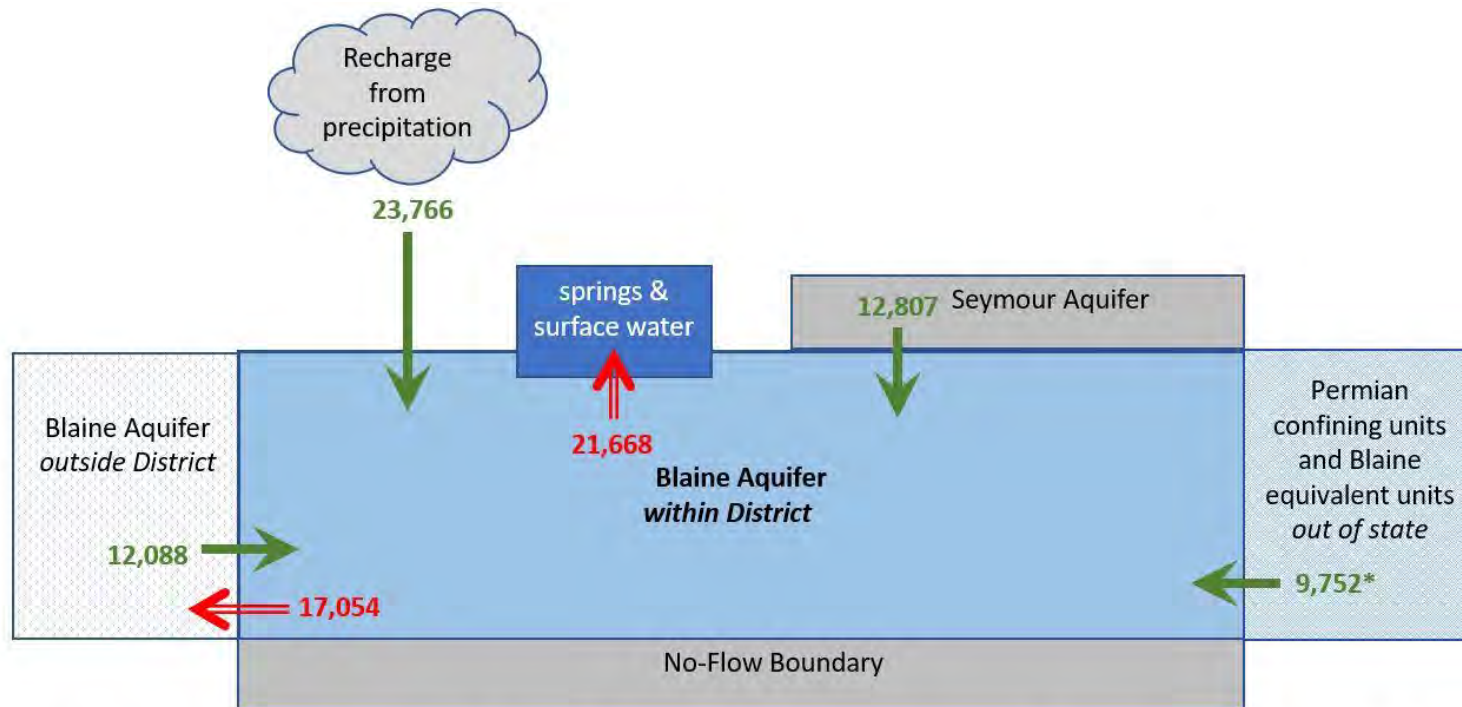 Recharge
from
precipitation
23,766
springs &
surface water
21,668
12,807
Seymour Aquifer
Blaine Aquifer
outside District
12,088
17,054
Blaine Aquifer
within District
Permian
confining units
and Blaine
equivalent units
out of state
9,752*
No-Flow Boundary